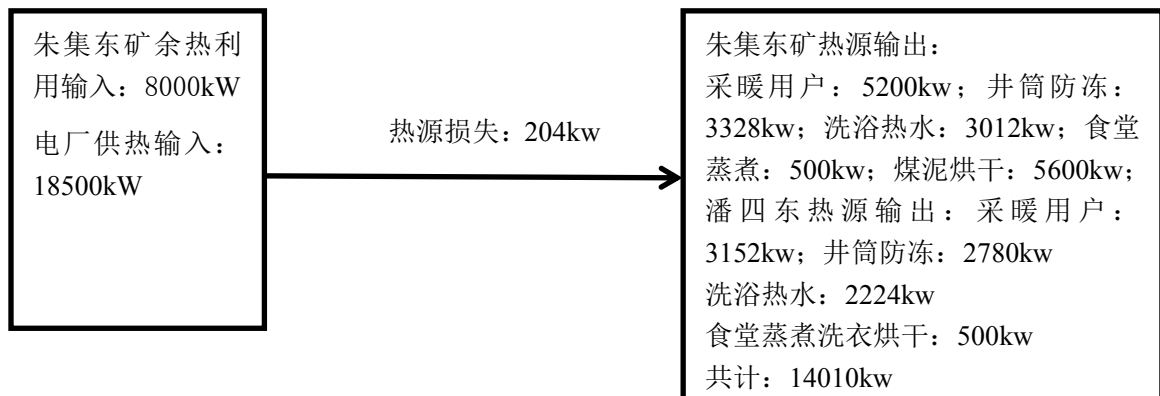 朱集东矿余热利
用输入：8000kW
电厂供热输入：
18500kW
热源损失：204kw
朱集东矿热源输出：
采暖用户：5200kw；井筒防冻：
3328kw；洗浴热水：3012kw；食堂
蒸煮：500kw；煤泥烘干：5600kw；
潘四东热源输出：采暖用户：
3152kw；井筒防冻：2780kw
洗浴热水：2224kw
食堂蒸煮洗衣烘干：500kw
共计：14010kw